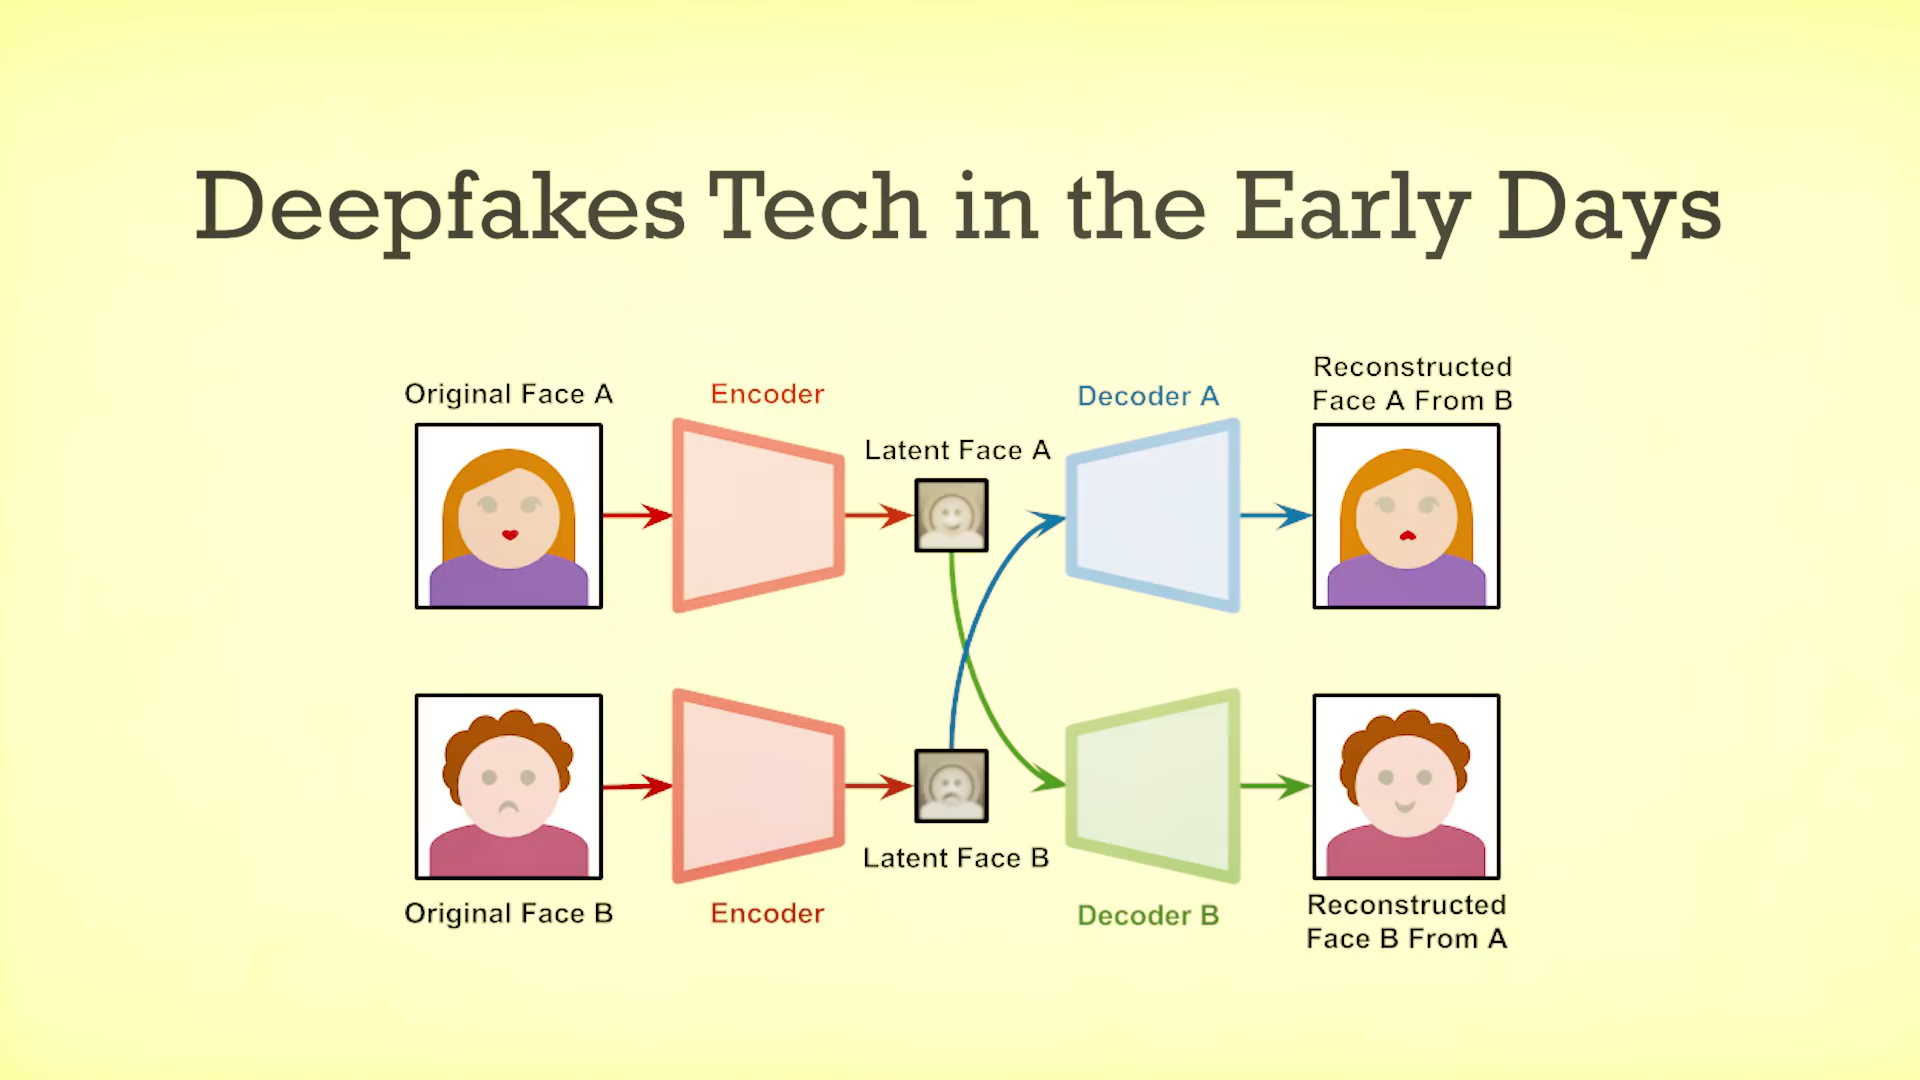 Deepfakes Tech in the Early Days
Original Face A
Encoder
Latent Face A
Decoder A
Reconstructed
Face A From B
Original Face B
Encoder
Latent Face B
Decoder B
Reconstructed
Face B From A